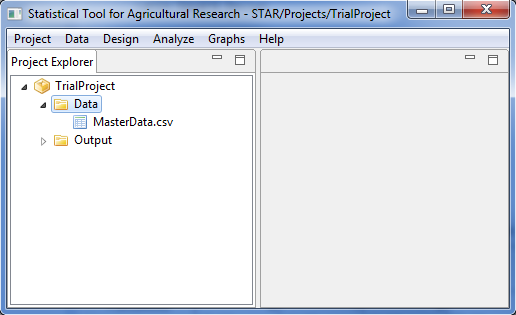 Statistical Tool for Agricultural Research - STAR/Projects/TrialProject
Project Data Design Analyze Graphs Help
Project Explorer
TrialProject
Data
MasterData.csv
Output